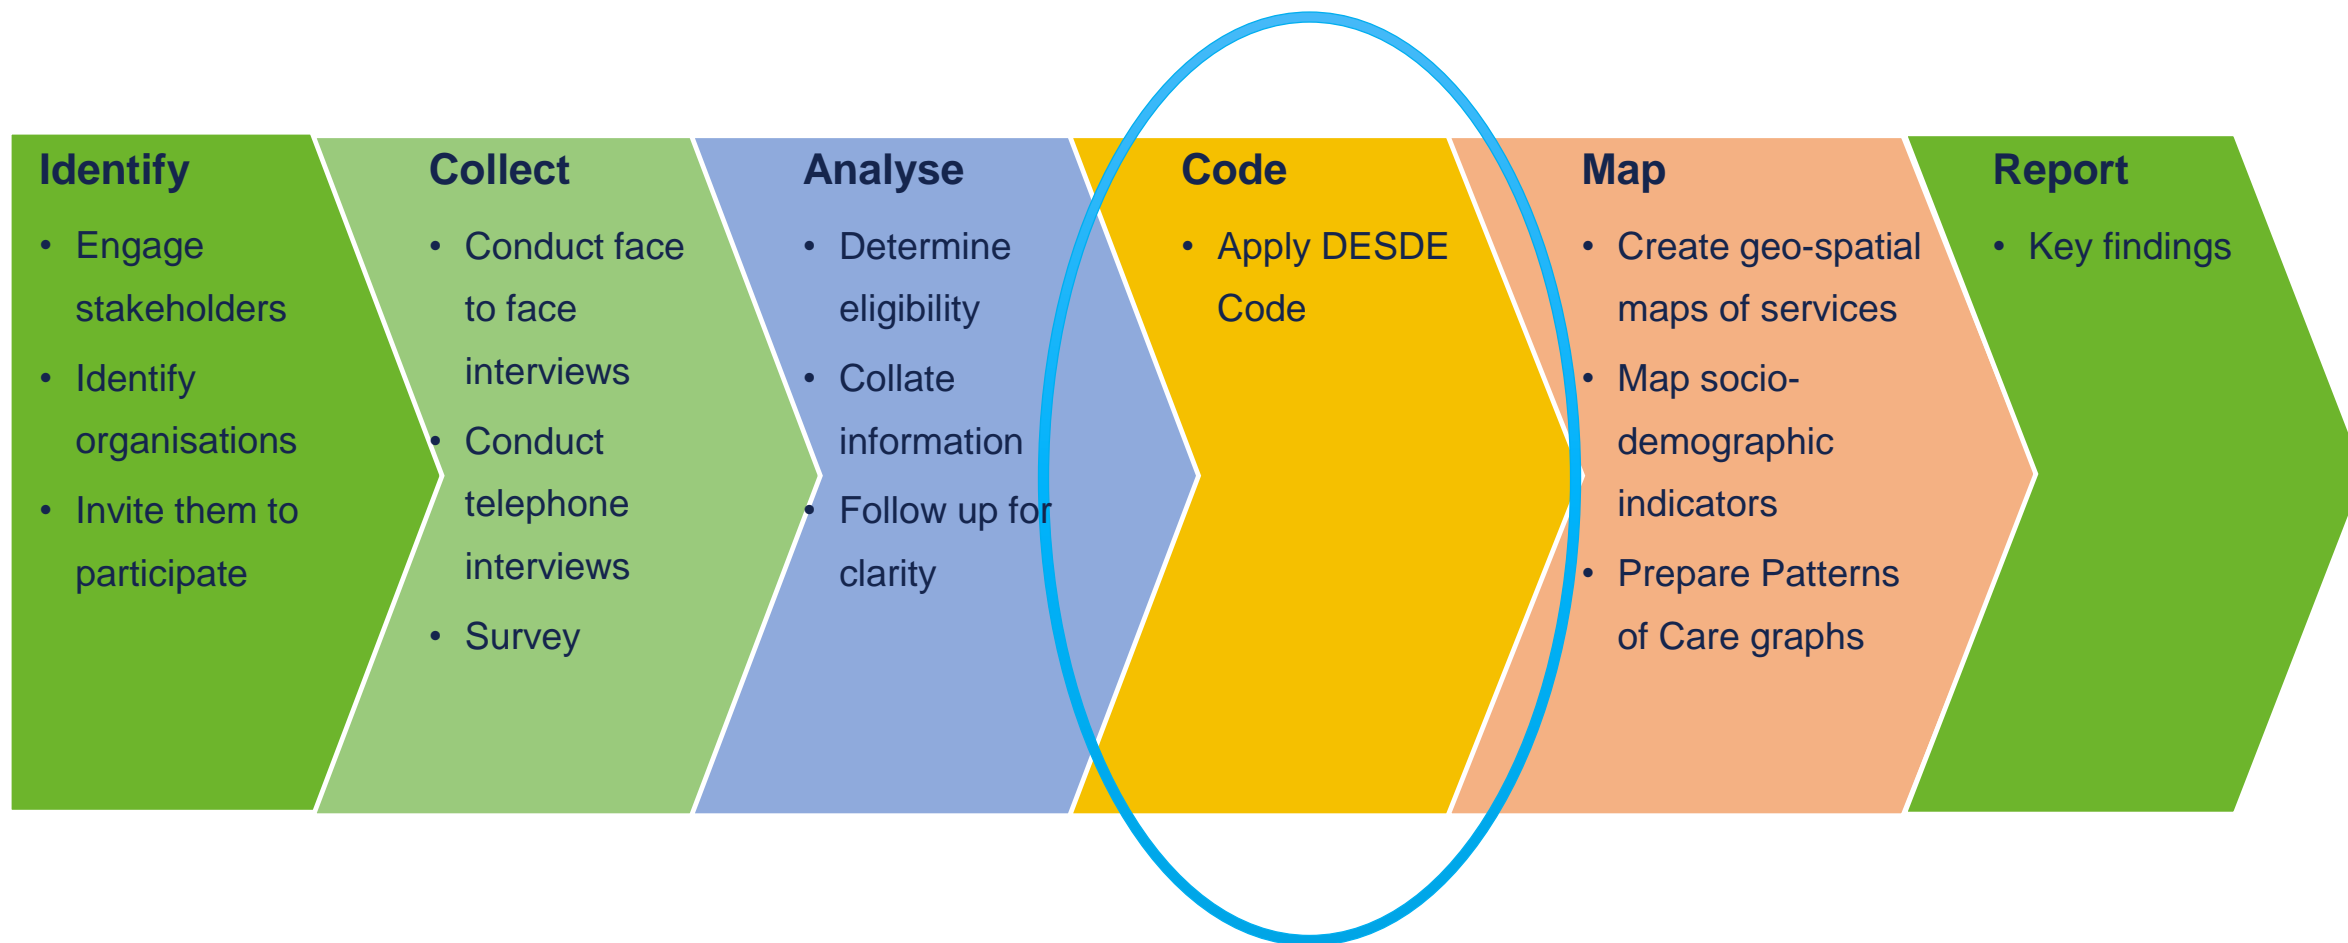 Identify
• Engage
stakeholders
• Identify
organisations
• Invite them to
participate
Collect
• Conduct face
to face
interviews
• Conduct
telephone
interviews
• Survey
Analyse
• Determine
eligibility
• Collate
information
• Follow up for
clarity
Code
• Apply DESDE
Code
Map
• Create geo-spatial
maps of services
• Map socio-
demographic
indicators
• Prepare Patterns
of Care graphs
Report
• Key findings